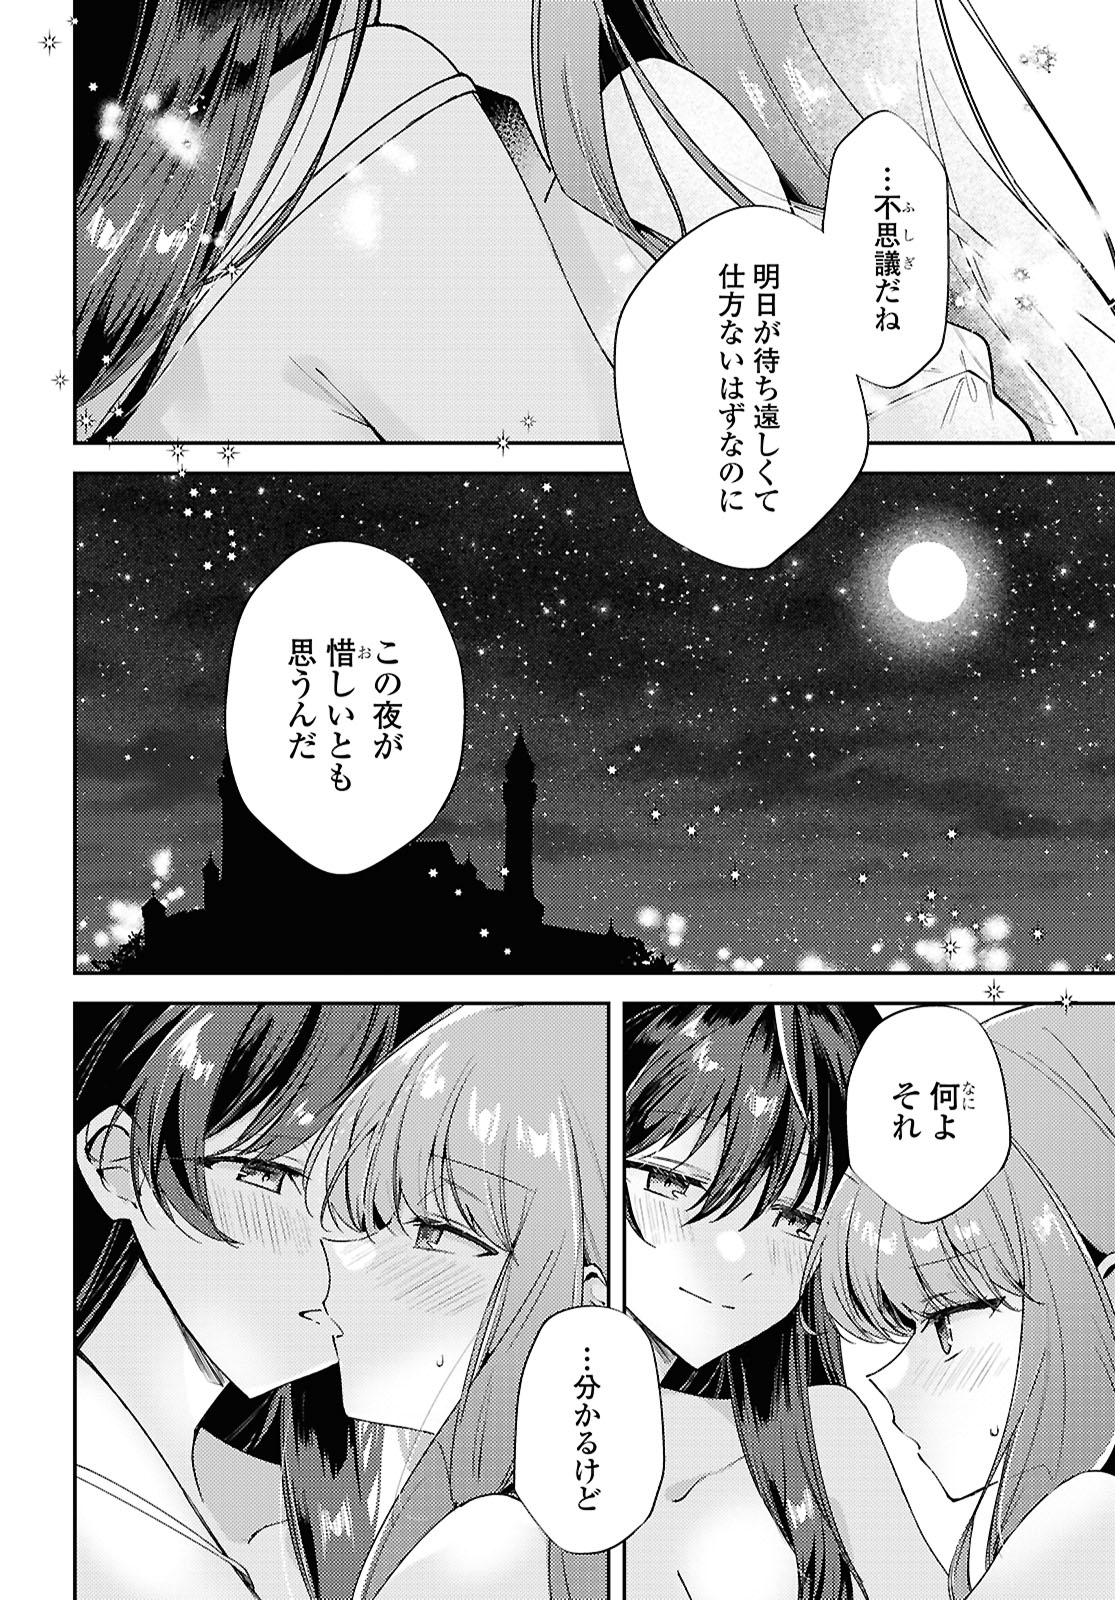 …不思議だね
明日が待ち遠しくて
仕方ないはずなのに
この夜が
惜しいとも
思うんだ
何よ
それ
…分かるけど